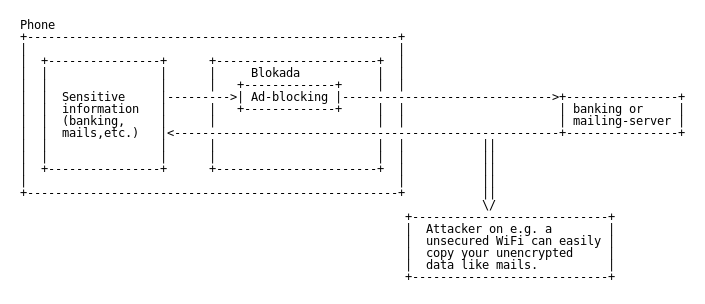 Phone
Blokada
Sensitive
information
(banking,
mails,etc.)
Ad-blocking
banking or
mailing-server
Attacker on e.g. a
unsecured WiFi can easily
copy your unencrypted
data like mails.